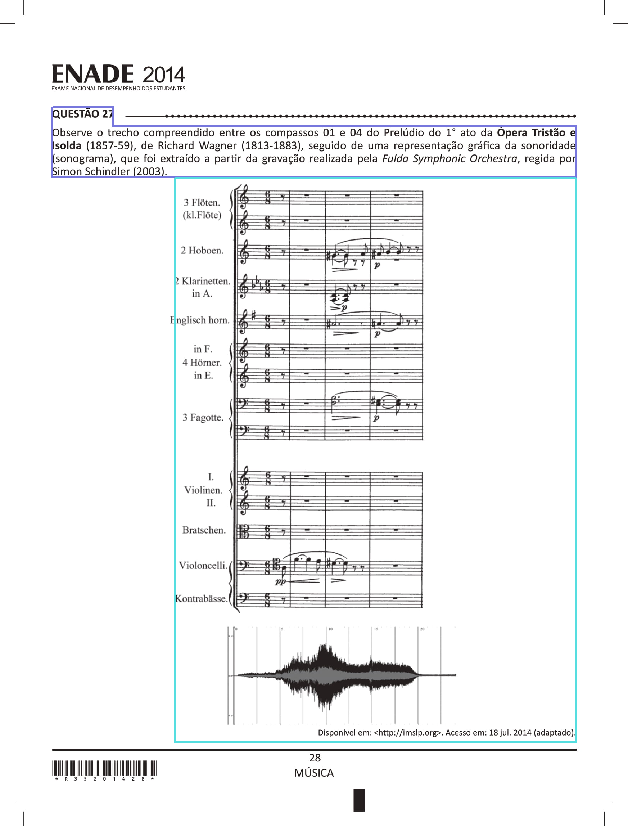 ENADE 2014
EXAME NACIONAL DE DESEMPENHO DOS ESTUDANTES
QUESTÃO 27
Observe o trecho compreendido entre os compassos 01 e 04 do Prelúdio do 1° ato da Ópera Tristão e
Isolda (1857-59), de Richard Wagner (1813-1883), seguido de uma representação gráfica da sonoridade
(sonograma), que foi extraído a partir da gravação realizada pela Fulda Symphonic Orchestra, regida por
Simon Schindler (2003).
3 Flöten.
(kl.Flöte)
2 Hoboen.
p
2 Klarinetten.
in A.
p
Englisch horn.
p
in F.
4 Hörner.
in E.
3 Fagotte.
p
I.
Violinen.
II.
Bratschen.
Violoncelli.
pp
Kontrabässe.
Disponível em: <http://imslp.org>. Acesso em: 18 jul. 2014 (adaptado).
28
MÚSICA